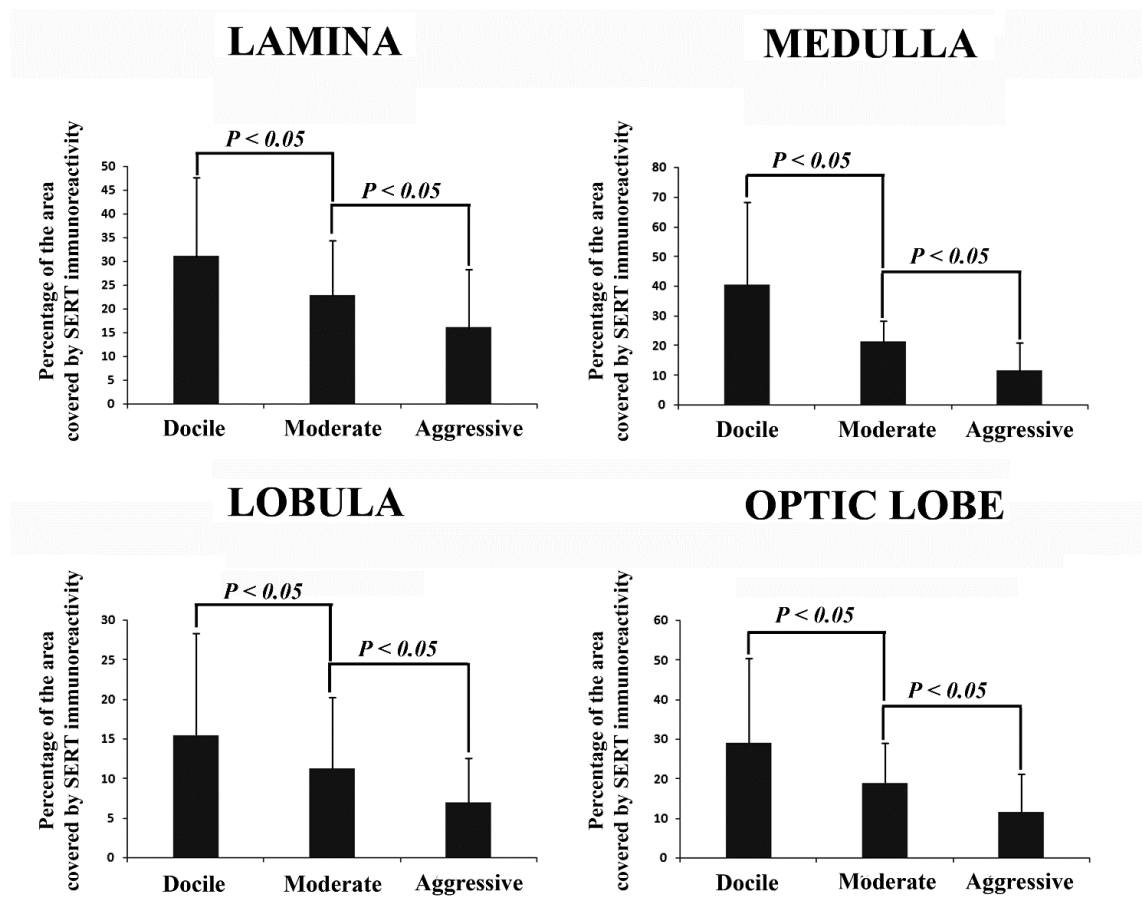 LAMINA
Percentage of the area
covered by SERT immunoreactivity
50
45
40
35
30
25
20
15
10
5
0
P < 0.05
P < 0.05
Docile Moderate Aggressive
MEDULLA
Percentage of the area
covered by SERT immunoreactivity
80
70
60
50
40
30
20
10
0
P < 0.05
P < 0.05
Docile Moderate Aggressive
LOBULA
Percentage of the area
covered by SERT immunoreactivity
30
25
20
15
10
5
0
P < 0.05
P < 0.05
Docile Moderate Aggressive
OPTIC LOBE
Percentage of the area
covered by SERT immunoreactivity
60
50
40
30
20
10
0
P < 0.05
P < 0.05
Docile Moderate Aggressive